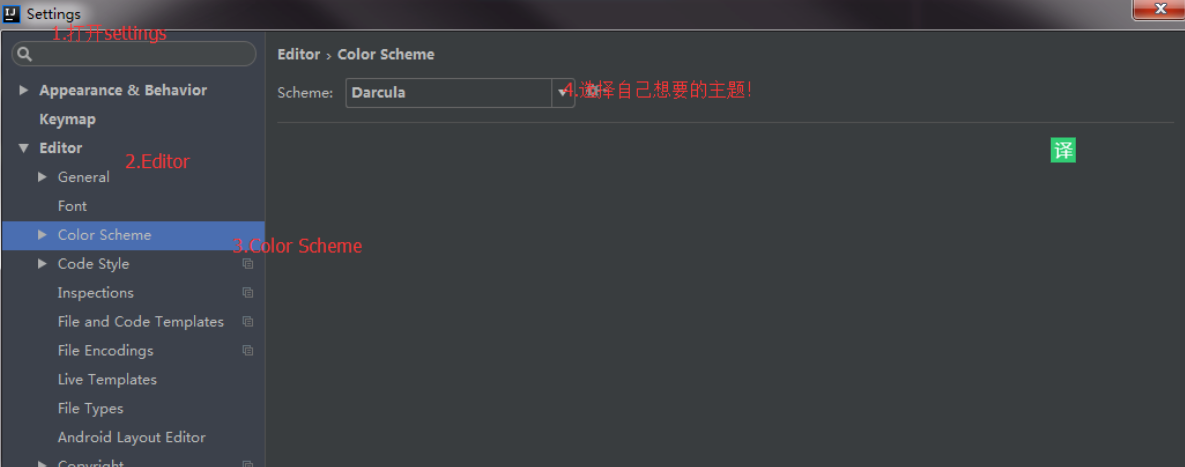 Settings
1.打开settings
Editor › Color Scheme
Appearance & Behavior
Scheme: Darcula
4.选择自己想要的主题!
Keymap
Editor
2.Editor
译
General
Font
Color Scheme
3.Color Scheme
Code Style
Inspections
File and Code Templates
File Encodings
Live Templates
File Types
Android Layout Editor
Copyright